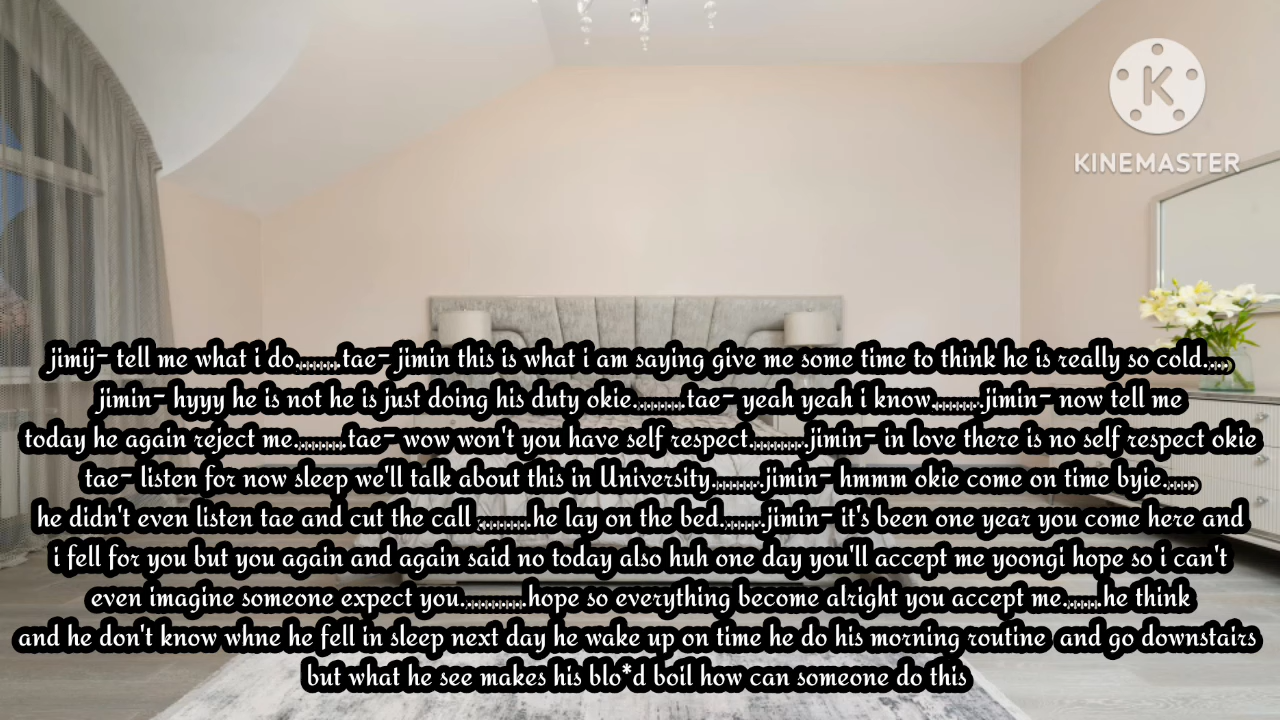 K
KINEMASTER
jimij- tell me what i do.,,,,,,,,.tae- jimin this is what i am saying give me some time to think he is really so cold.,,,,,
jimin- hyyy he is not he is just doing his duty okie.,,,,,,,,,.tae- yeah yeah i know.,,,,,,,,,.jimin- now tell me
today he again reject me.,,,,,,,,,.tae- wow won't you have self respect.,,,,,,,,,,.jimin- in love there is no self respect okie
tae- listen for now sleep we'll talk about this in University.,,,,,,,,.jimin- hmmm okie come on time byie.,,,,,
he didn't even listen tae and cut the call ,,,,,,,,,.he lay on the bed.,,,,,,,.jimin- it's been one year you come here and
i fell for you but you again and again said no today also huh one day you'll accept me yoongi hope so i can't
even imagine someone expect you.,,,,,,,,,,,.hope so everything become alright you accept me.,,,,,,.he think
and he don't know whne he fell in sleep next day he wake up on time he do his morning routine and go downstairs
but what he see makes his blo*d boil how can someone do this